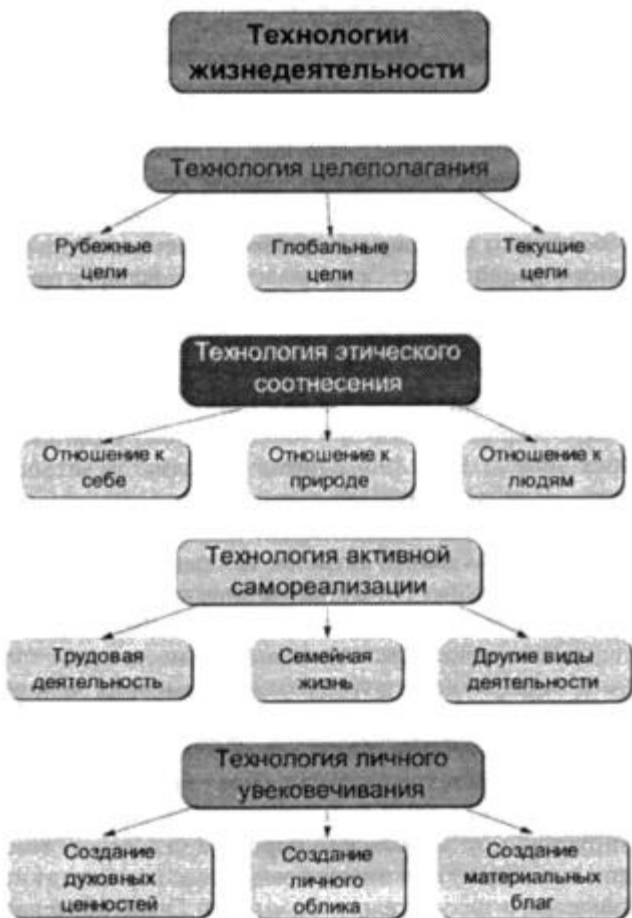 Технологии
жизнедеятельности
Технология целеполагания
Рубежные
цели
Глобальные
цели
Текущие
цели
Технология этического
соотнесения
Отношение к
себе
Отношение к
природе
Отношение к
людям
Технология активной
самореализации
Трудовая
деятельность
Семейная
жизнь
Другие виды
деятельности
Технология личного
увековечивания
Создание
духовных
ценностей
Создание
личного
облика
Создание
материальных
благ